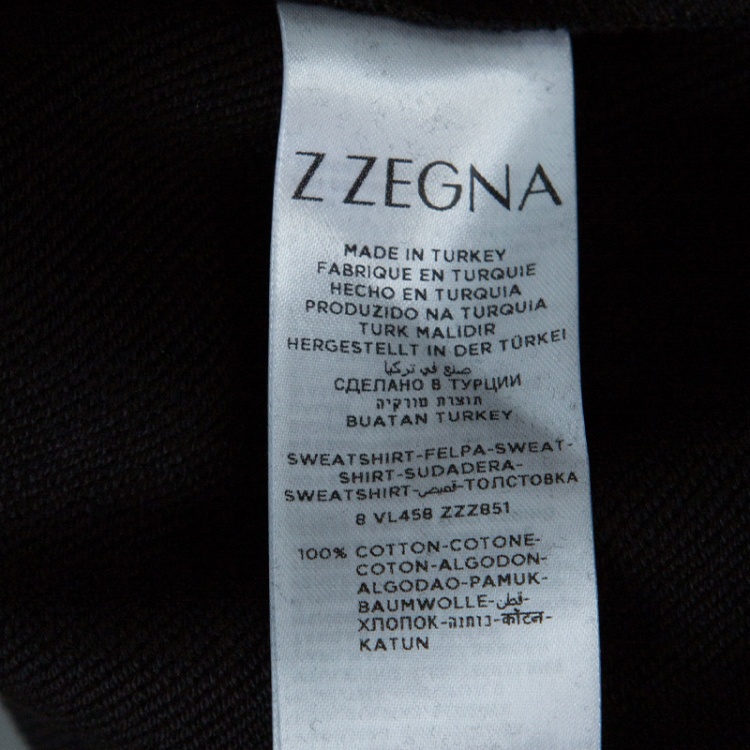 Z ZEGNA
MADE IN TURKEY
FABRIQUE EN TURQUIE
HECHO EN TURQUIA
PRODUZIDO NA TURQUIA
TURK MALIDIR
HERGESTELLT IN DER TÜRKEI
صنع في تركيا
СДЕЛАНО В ТУРЦИИ
תוצרת טורקיה
BUATAN TURKEY
SWEATSHIRT-FELPA-SWEAT-
SHIRT-SUDADERA-
SWEATSHIRT-قميص-ТОЛСТОВКА
8 VL458 ZZZ851
100% COTTON-COTONE-
COTON-ALGODON-
ALGODAO-PAMUK-
BAUMWOLLE-قطن-
ХЛОПОК-כותנה-कॉटन-
KATUN